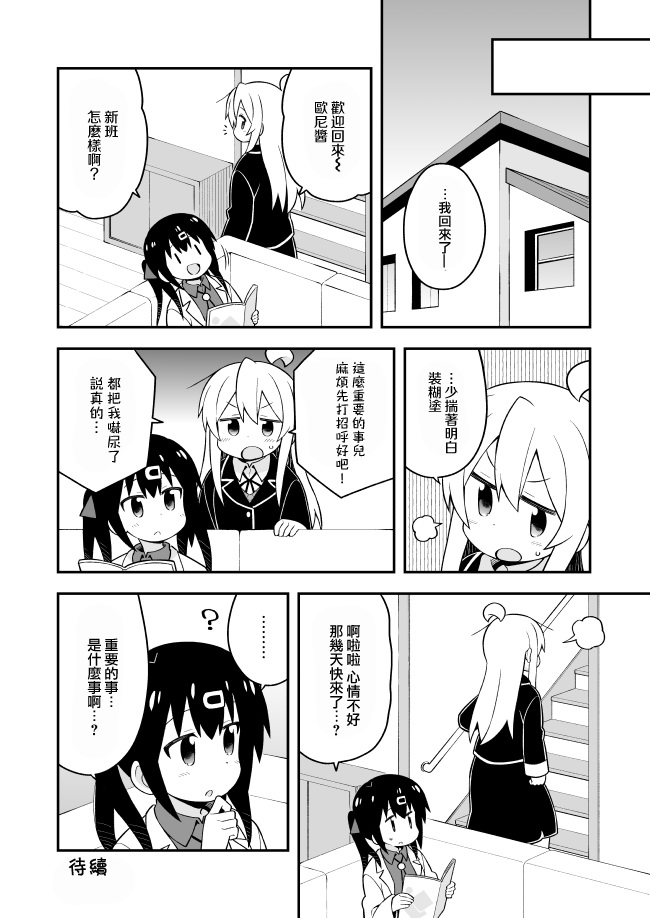 …我回來了─
歡迎回來~
歐尼醬
新班
怎麼樣啊？
…少揣著明白
裝糊塗
這麼重要的事兒
麻煩先打招呼好吧！
都把我嚇尿了
說真的…
啊啦啦 心情不好
那幾天快來了…?
………
?
重要的事…
是什麼事啊…?
待續